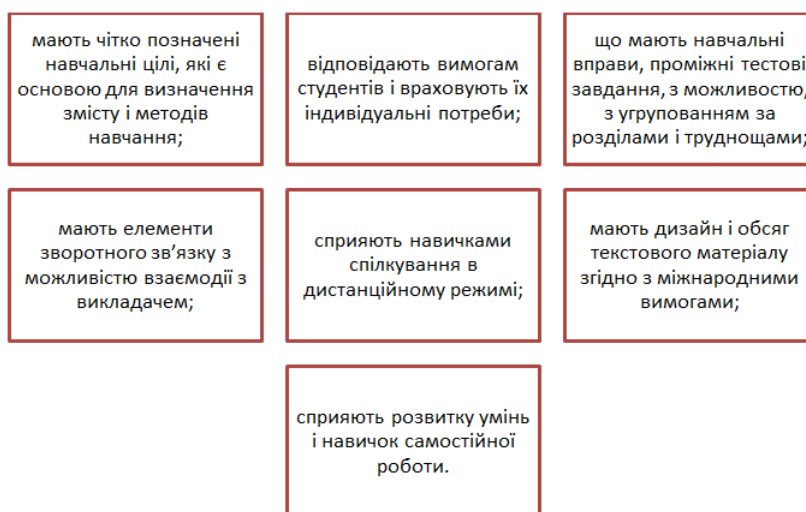 мають чітко позначені
навчальні цілі, які є
основою для визначення
змісту і методів
навчання;
відповідають вимогам
студентів і враховують їх
індивідуальні потреби;
що мають навчальні
вправи, проміжні тестові
завдання, з можливостю,
з угрупованням за
розділами і труднощами;
мають елементи
зворотного зв’язку з
можливістю взаємодії з
викладачем;
сприяють навичками
спілкування в
дистанційному режимі;
мають дизайн і обсяг
текстового матеріалу
згідно з міжнародними
вимогами;
сприяють розвитку умінь
і навичок самостійної
роботи.